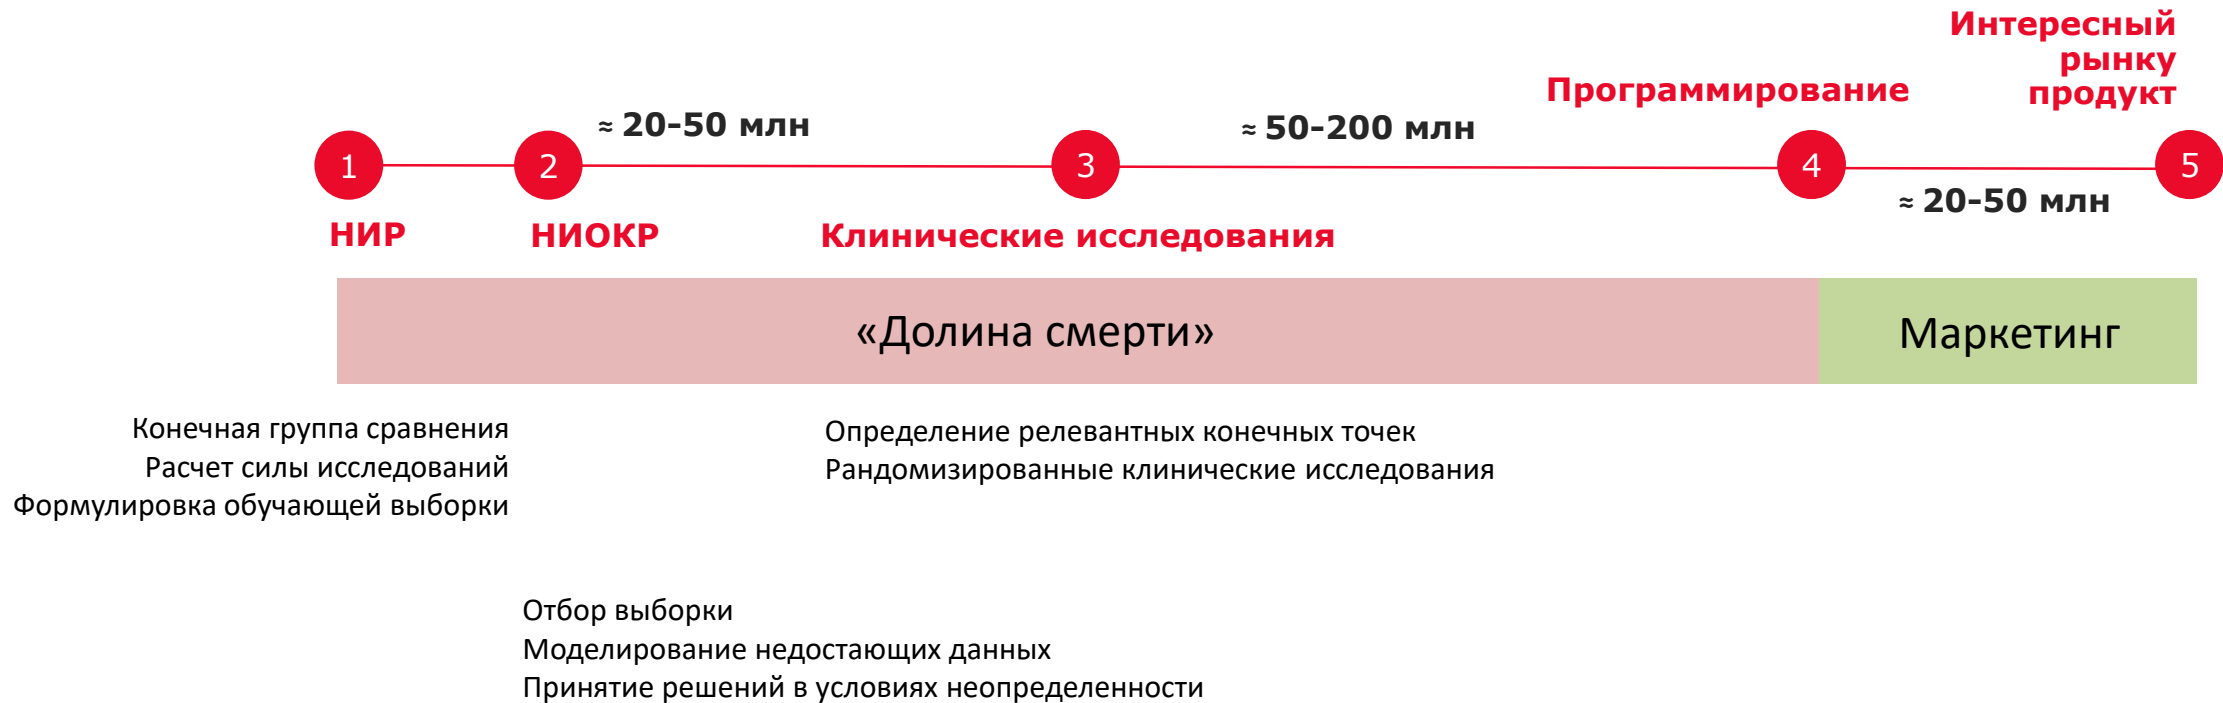 Интересный
рынку
продукт
Программирование
≈ 20-50 млн
≈ 50-200 млн
1
2
3
4
5
≈ 20-50 млн
НИР
НИОКР
Клинические исследования
«Долина смерти»
Маркетинг
Конечная группа сравнения
Расчет силы исследований
Формулировка обучающей выборки
Определение релевантных конечных точек
Рандомизированные клинические исследования
Отбор выборки
Моделирование недостающих данных
Принятие решений в условиях неопределенности